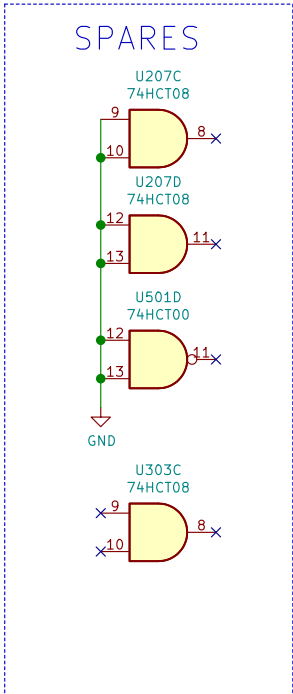 SPARES
U207C
74HCT08
9
8
10
U207D
74HCT08
12
11
13
U501D
74HCT00
12
11
13
GND
U303C
74HCT08
9
8
10